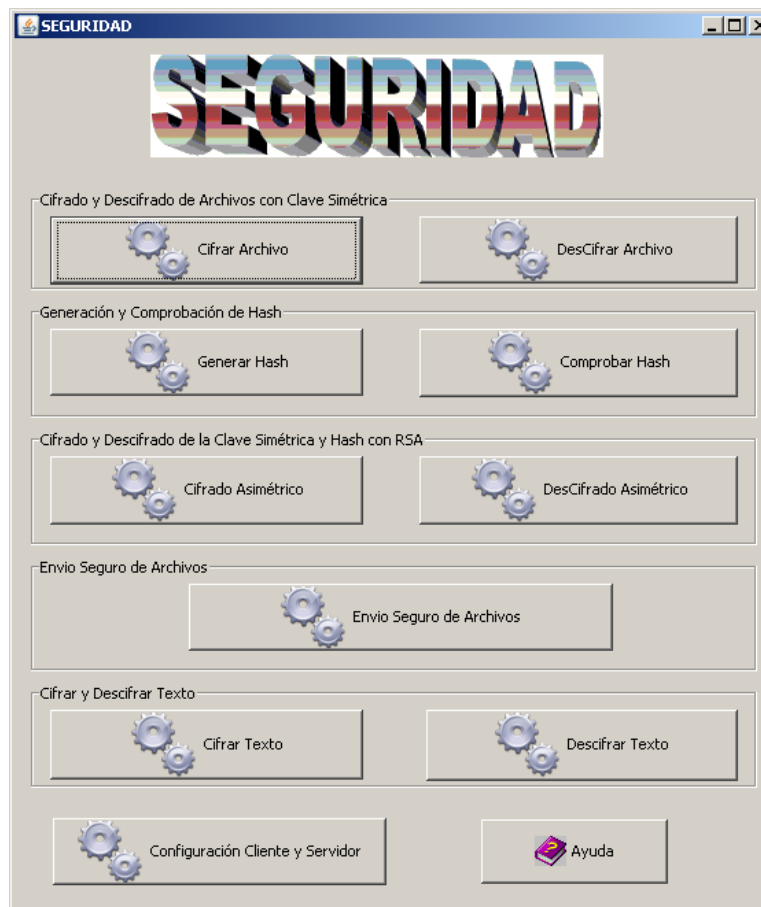 SEGURIDAD
SEGURIDAD
Cifrado y Descifrado de Archivos con Clave Simétrica
Cifrar Archivo
DesCifrar Archivo
Generación y Comprobación de Hash
Generar Hash
Comprobar Hash
Cifrado y Descifrado de la Clave Simétrica y Hash con RSA
Cifrado Asimétrico
DesCifrado Asimétrico
Envio Seguro de Archivos
Envio Seguro de Archivos
Cifrar y Descifrar Texto
Cifrar Texto
Descifrar Texto
Configuración Cliente y Servidor
Ayuda